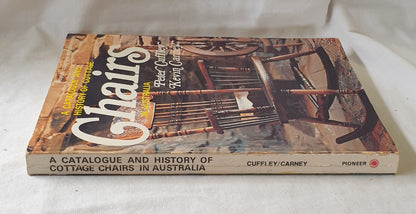 A CATALOGUE AND
HISTORY OF COTTAGE
Chairs
IN AUSTRALIA
Peter Cuffley
Kevin Carney
A CATALOGUE AND HISTORY OF
COTTAGE CHAIRS IN AUSTRALIA
CUFFLEY/CARNEY
PIONEER